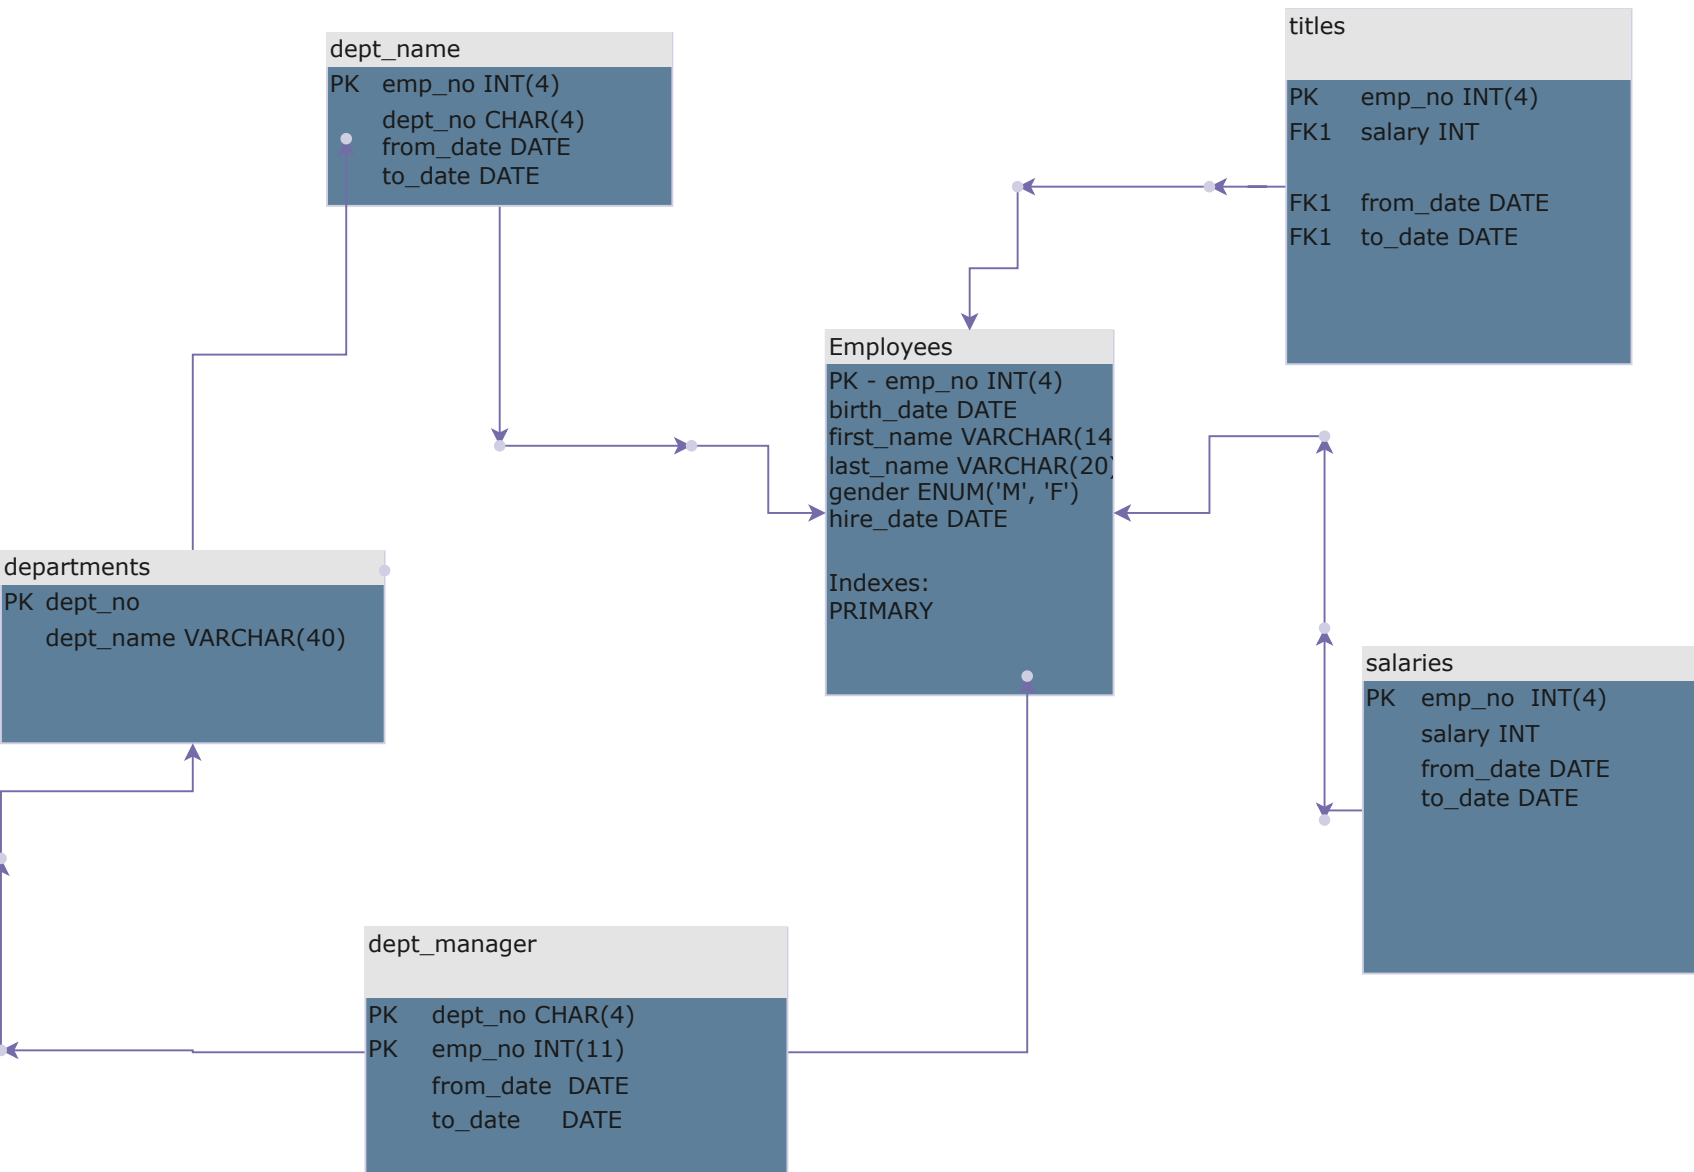 dept_name
PK emp_no INT(4)
dept_no CHAR(4)
from_date DATE
to_date DATE
titles
PK emp_no INT(4)
FK1 salary INT
FK1 from_date DATE
FK1 to_date DATE
Employees
PK - emp_no INT(4)
birth_date DATE
first_name VARCHAR(14
last_name VARCHAR(20)
gender ENUM('M', 'F')
hire_date DATE
Indexes:
PRIMARY
departments
PK dept_no
dept_name VARCHAR(40)
salaries
PK emp_no INT(4)
salary INT
from_date DATE
to_date DATE
dept_manager
PK dept_no CHAR(4)
PK emp_no INT(11)
from_date DATE
to_date DATE